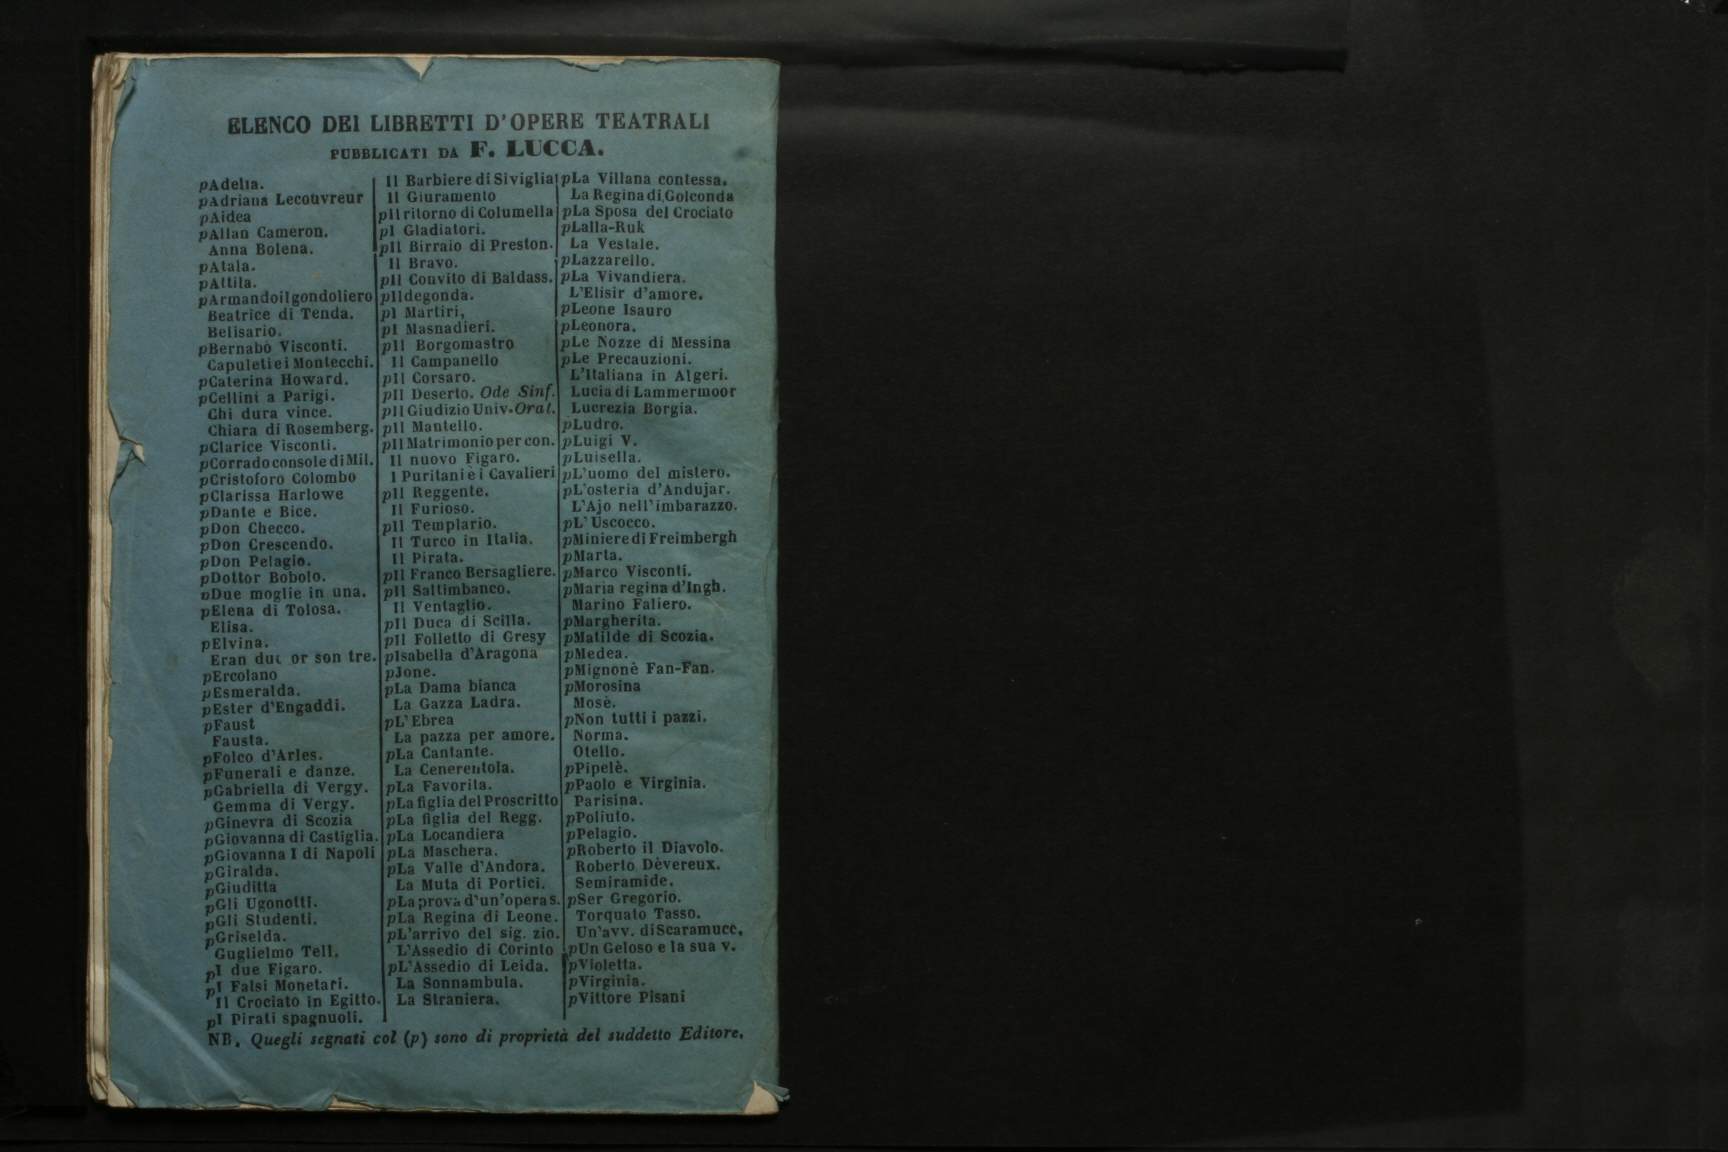 ELENCO DEI LIBRETTI D'OPERE TEATRALI
PUBBLICATI DA F. LUCCA.
pAdelia.
pAdriana Lecouvreur
pAidea
pAllan Cameron.
Anna Bolena.
pAtala.
pAttila.
pArmandoilgondoliero
Beatrice di Tenda.
Belisario.
pBernabò Visconti.
Capuleti e i Montecchi.
pCaterina Howard.
pCellini a Parigi.
Chi dura vince.
Chiara di Rosemberg.
pClarice Visconti.
pCorrado console di Mil.
pCristoforo Colombo
pClarissa Harlowe
pDante e Bice.
pDon Checco.
pDon Crescendo.
pDon Pelagio.
pDottor Bobolo.
pDue moglie in una.
pElena di Tolosa.
Elisa.
pElvina.
Eran due or son tre.
pErcolano
pEsmeralda.
pEster d'Engaddi.
pFaust
Fausta.
pFolco d'Arles.
pFunerali e danze.
pGabriella di Vergy.
Gemma di Vergy.
pGinevra di Scozia
pGiovanna di Castiglia.
pGiovanna I di Napoli
pGiralda.
pGiuditta
pGli Ugonotti.
pGli Studenti.
pGriselda.
Guglielmo Tell.
pI due Figaro.
pI Falsi Monetari.
Il Crociato in Egitto.
pI Pirati spagnuoli.
Il Barbiere di Siviglia
Il Giuramento
pIl ritorno di Columella
pI Gladiatori.
pIl Birraio di Preston.
Il Bravo.
pIl Convito di Baldass.
pIldegonda.
pI Martiri,
pI Masnadieri.
pIl Borgomastro
Il Campanello
pIl Corsaro.
pIl Deserto. Ode Sinf.
pIl Giudizio Univ. Orat.
pIl Mantello.
pIl Matrimonio per con.
Il nuovo Figaro.
I Puritani è i Cavalieri
pIl Reggente.
Il Furioso.
pIl Templario.
Il Turco in Italia.
Il Pirata.
pIl Franco Bersagliere.
pIl Saltimbanco.
Il Ventaglio.
pIl Duca di Scilla.
pIl Folletto di Gresy
pIsabella d'Aragona
pJone.
pLa Dama bianca
La Gazza Ladra.
pL'Ebrea
La pazza per amore.
pLa Cantante.
La Cenerentola.
pLa Favorita.
pLa figlia del Proscritto
pLa figlia del Regg.
pLa Locandiera
pLa Maschera.
pLa Valle d'Andora.
La Muta di Portici.
pLa prova d'un'opera s.
pLa Regina di Leone.
pL'arrivo del sig. zio.
L'Assedio di Corinto
pL'Assedio di Leida.
La Sonnambula.
La Straniera.
pLa Villana contessa.
La Regina di Golconda
pLa Sposa del Crociato
pLalla-Ruk
La Vestale.
pLazzarello.
pLa Vivandiera.
L'Elisir d'amore.
pLeone Isauro
pLeonora.
pLe Nozze di Messina
pLe Precauzioni.
L'Italiana in Algeri.
Lucia di Lammermoor
Lucrezia Borgia.
pLudro.
pLuigi V.
pLuisella.
pL'uomo del mistero.
pL'osteria d'Andujar.
L'Ajo nell'imbarazzo.
pL'Uscocco.
pMiniere di Freimbergh
pMarta.
pMarco Visconti.
pMaria regina d'Ingh.
Marino Faliero.
pMargherita.
pMatilde di Scozia.
pMedea.
pMignonè Fan-Fan.
pMorosina
Mosè.
pNon tutti i pazzi.
Norma.
Otello.
pPipelè.
pPaolo e Virginia.
Parisina.
pPoliuto.
pPelagio.
pRoberto il Diavolo.
Roberto Dèvereux.
Semiramide.
pSer Gregorio.
Torquato Tasso.
Un'avv. di Scaramucc.
pUn Geloso e la sua v.
pVioletta.
pVirginia.
pVittore Pisani
NB. Quegli segnati col (p) sono di proprietà del suddetto Editore.